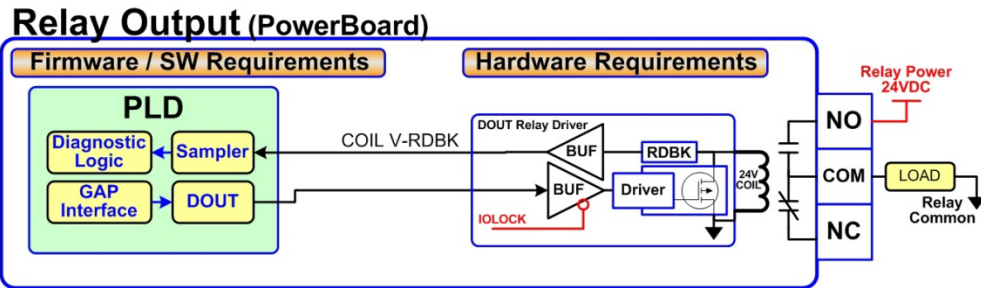 Relay Output (PowerBoard)
Firmware / SW Requirements
Hardware Requirements
PLD
Diagnostic
Logic
Sampler
GAP
Interface
DOUT
COIL V-RDBK
DOUT Relay Driver
BUF
RDBK
BUF
Driver
IOLOCK
24V
COIL
NO
COM
NC
Relay Power
24VDC
LOAD
Relay
Common